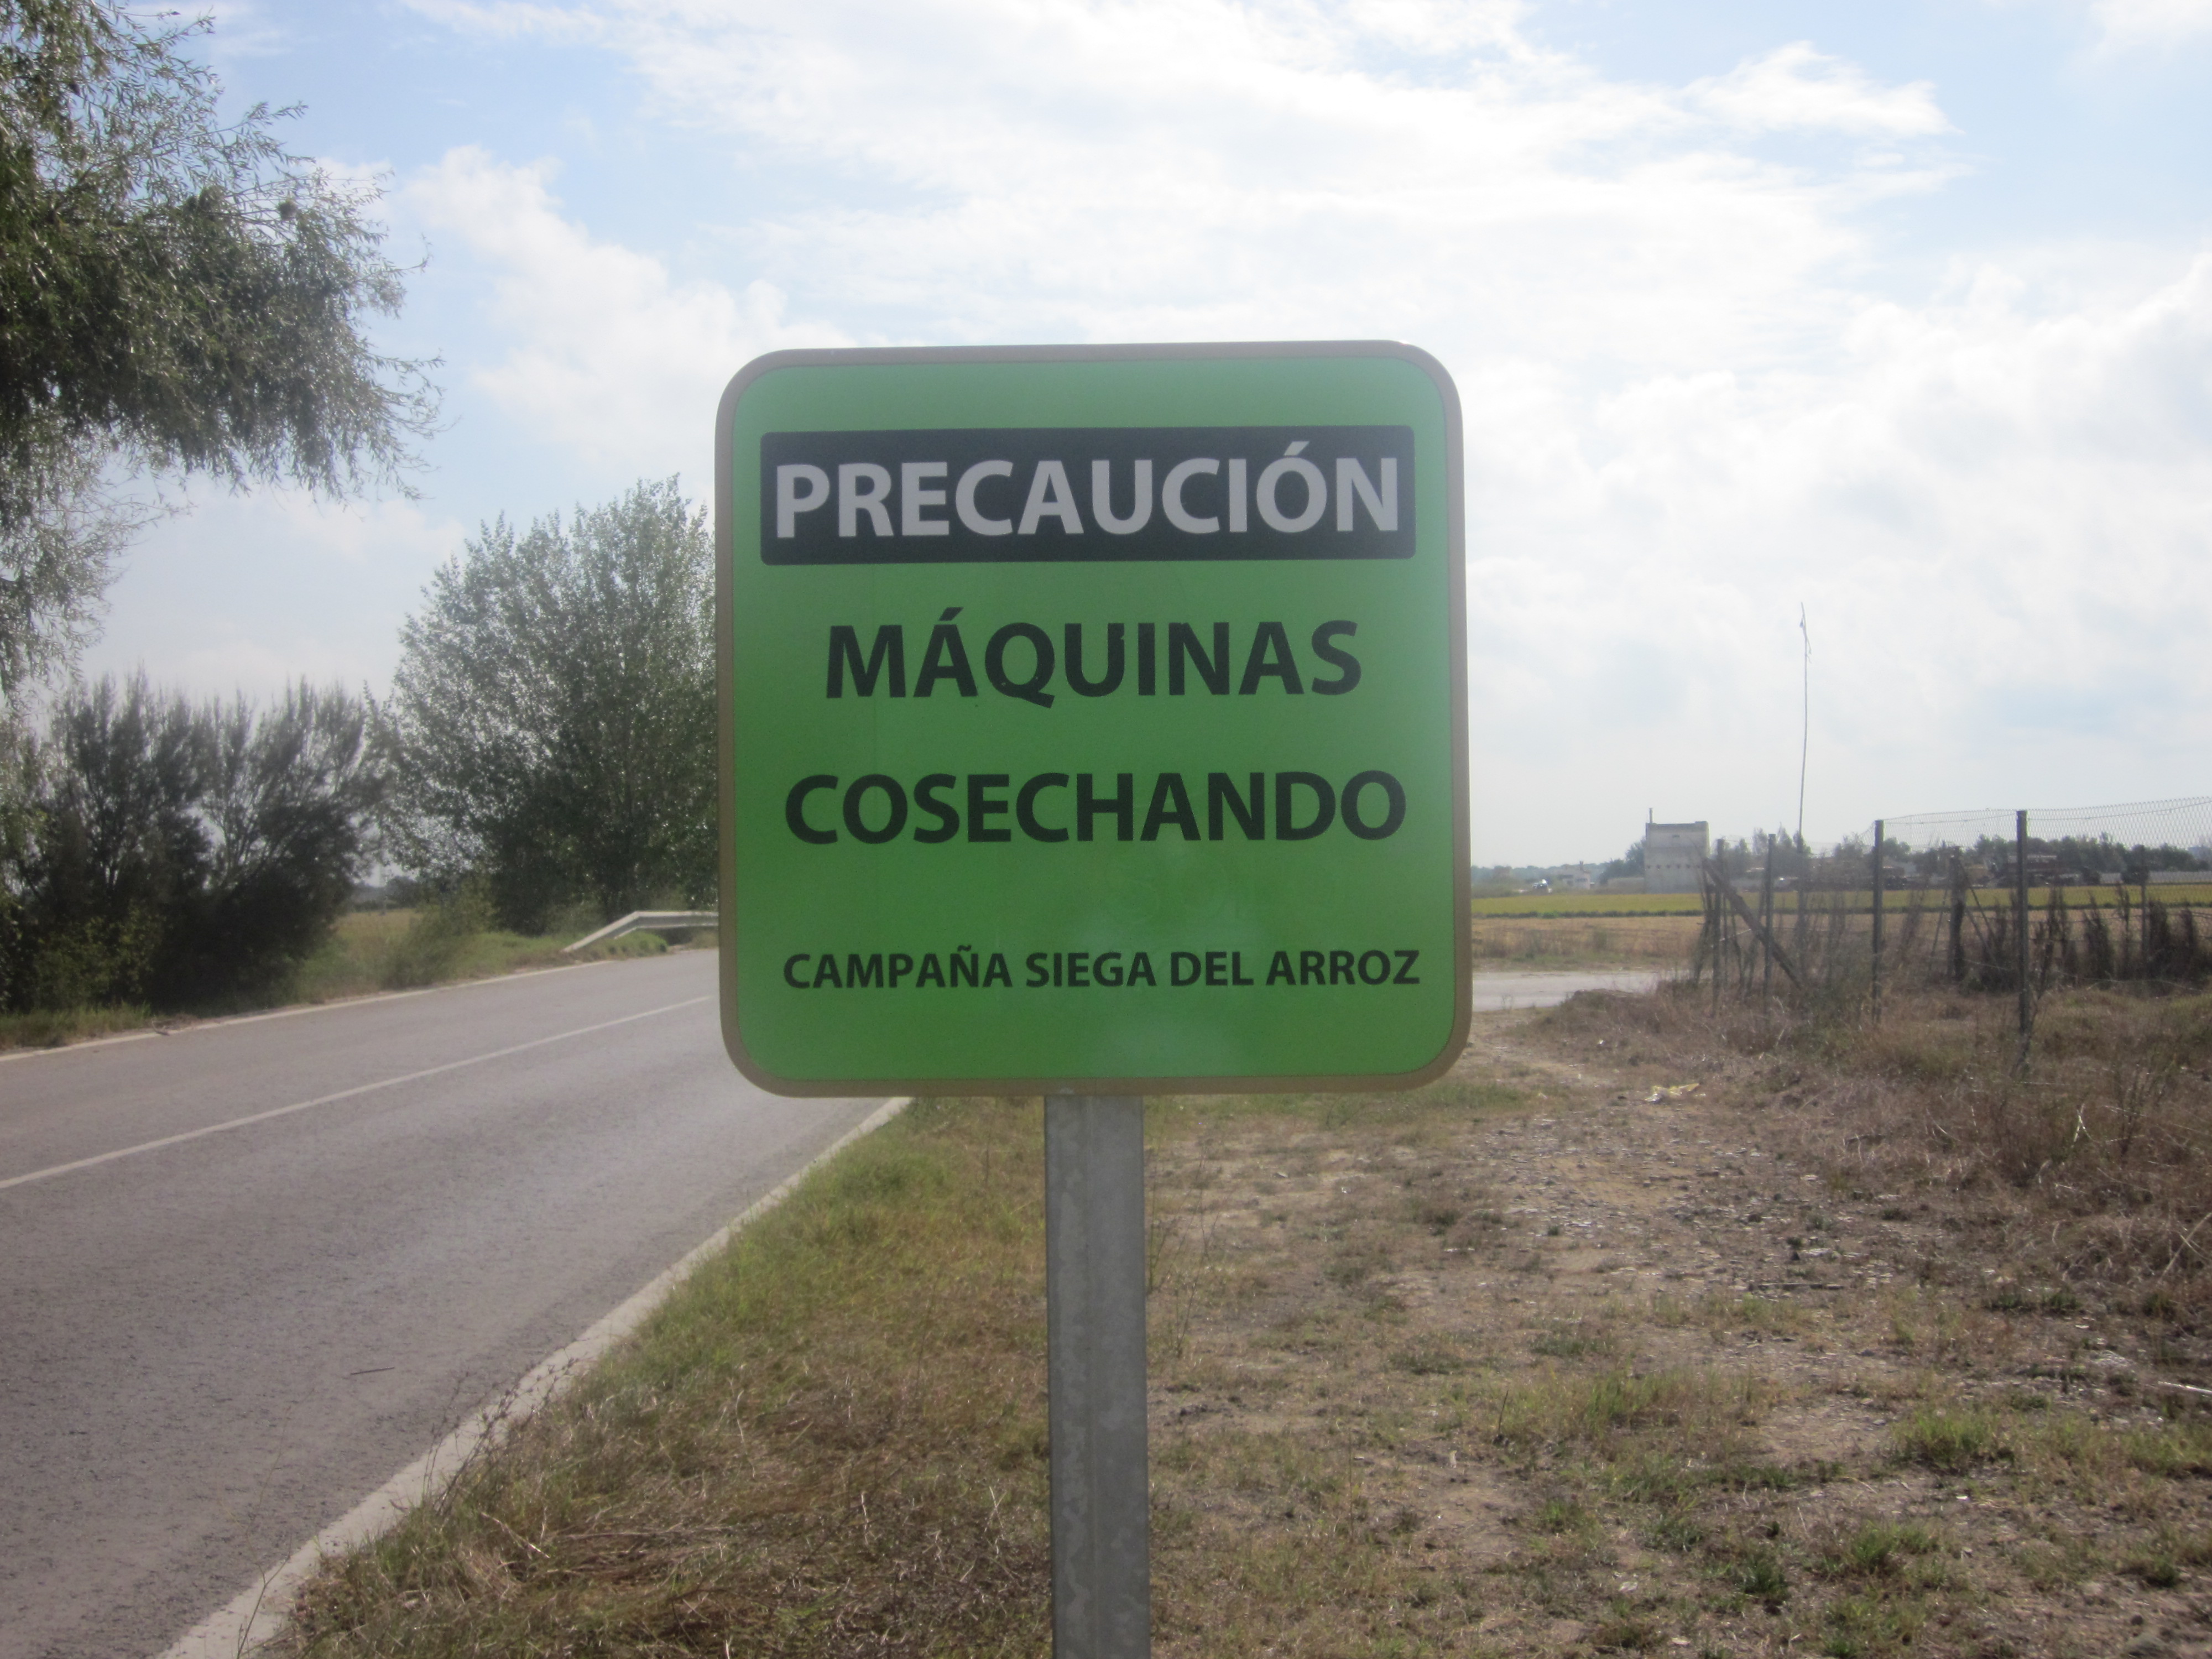 PRECAUCIÓN
MÁQUINAS
COSECHANDO
CAMPAÑA SIEGA DEL ARROZ